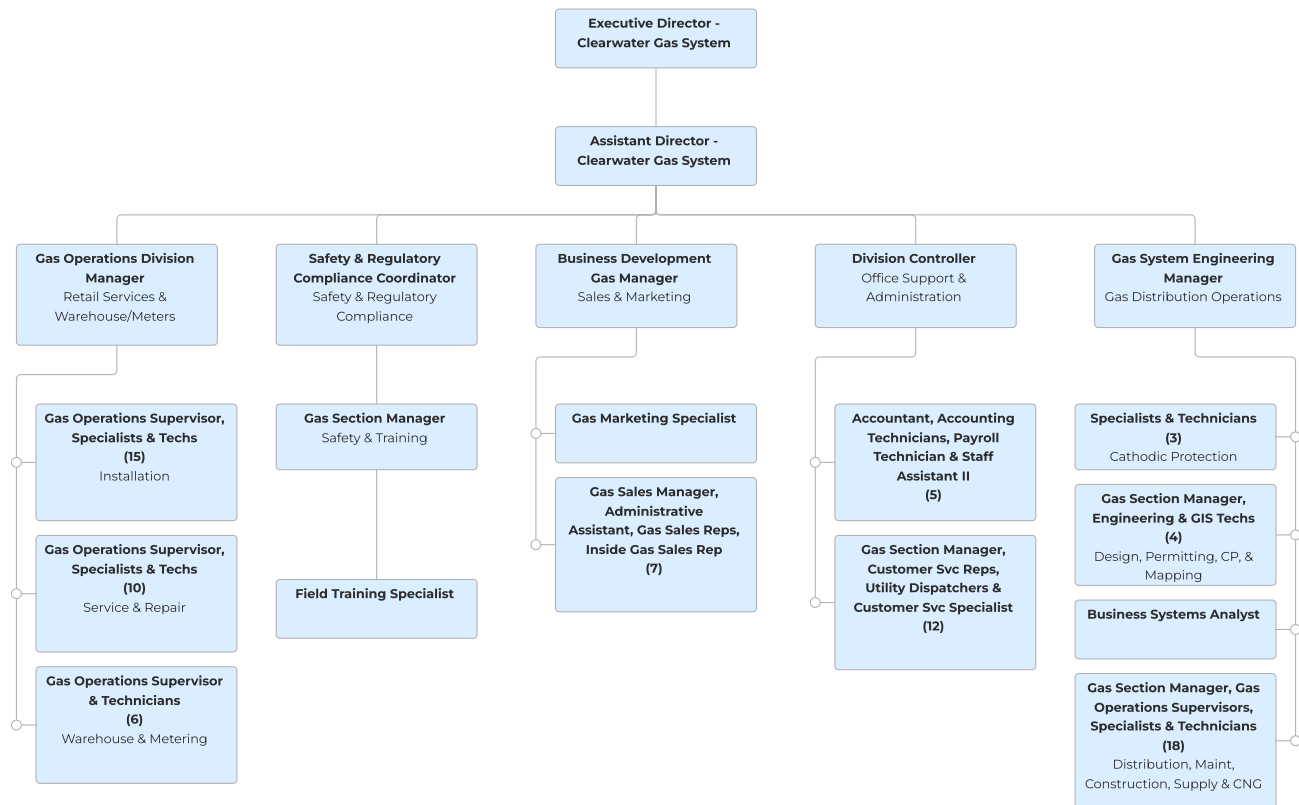 Executive Director -
Clearwater Gas System
Assistant Director -
Clearwater Gas System
Gas Operations Division
Manager
Retail Services &
Warehouse/Meters
Safety & Regulatory
Compliance Coordinator
Safety & Regulatory
Compliance
Business Development
Gas Manager
Sales & Marketing
Division Controller
Office Support &
Administration
Gas System Engineering
Manager
Gas Distribution Operations
Gas Operations Supervisor,
Specialists & Techs
(15)
Installation
Gas Operations Supervisor,
Specialists & Techs
(10)
Service & Repair
Gas Operations Supervisor
& Technicians
(6)
Warehouse & Metering
Gas Section Manager
Safety & Training
Field Training Specialist
Gas Marketing Specialist
Gas Sales Manager,
Administrative
Assistant, Gas Sales Reps,
Inside Gas Sales Rep
(7)
Accountant, Accounting
Technicians, Payroll
Technician & Staff
Assistant II
(5)
Gas Section Manager,
Customer Svc Reps,
Utility Dispatchers &
Customer Svc Specialist
(12)
Specialists & Technicians
(3)
Cathodic Protection
Gas Section Manager,
Engineering & GIS Techs
(4)
Design, Permitting, CP, &
Mapping
Business Systems Analyst
Gas Section Manager, Gas
Operations Supervisors,
Specialists & Technicians
(18)
Distribution, Maint,
Construction, Supply & CNG